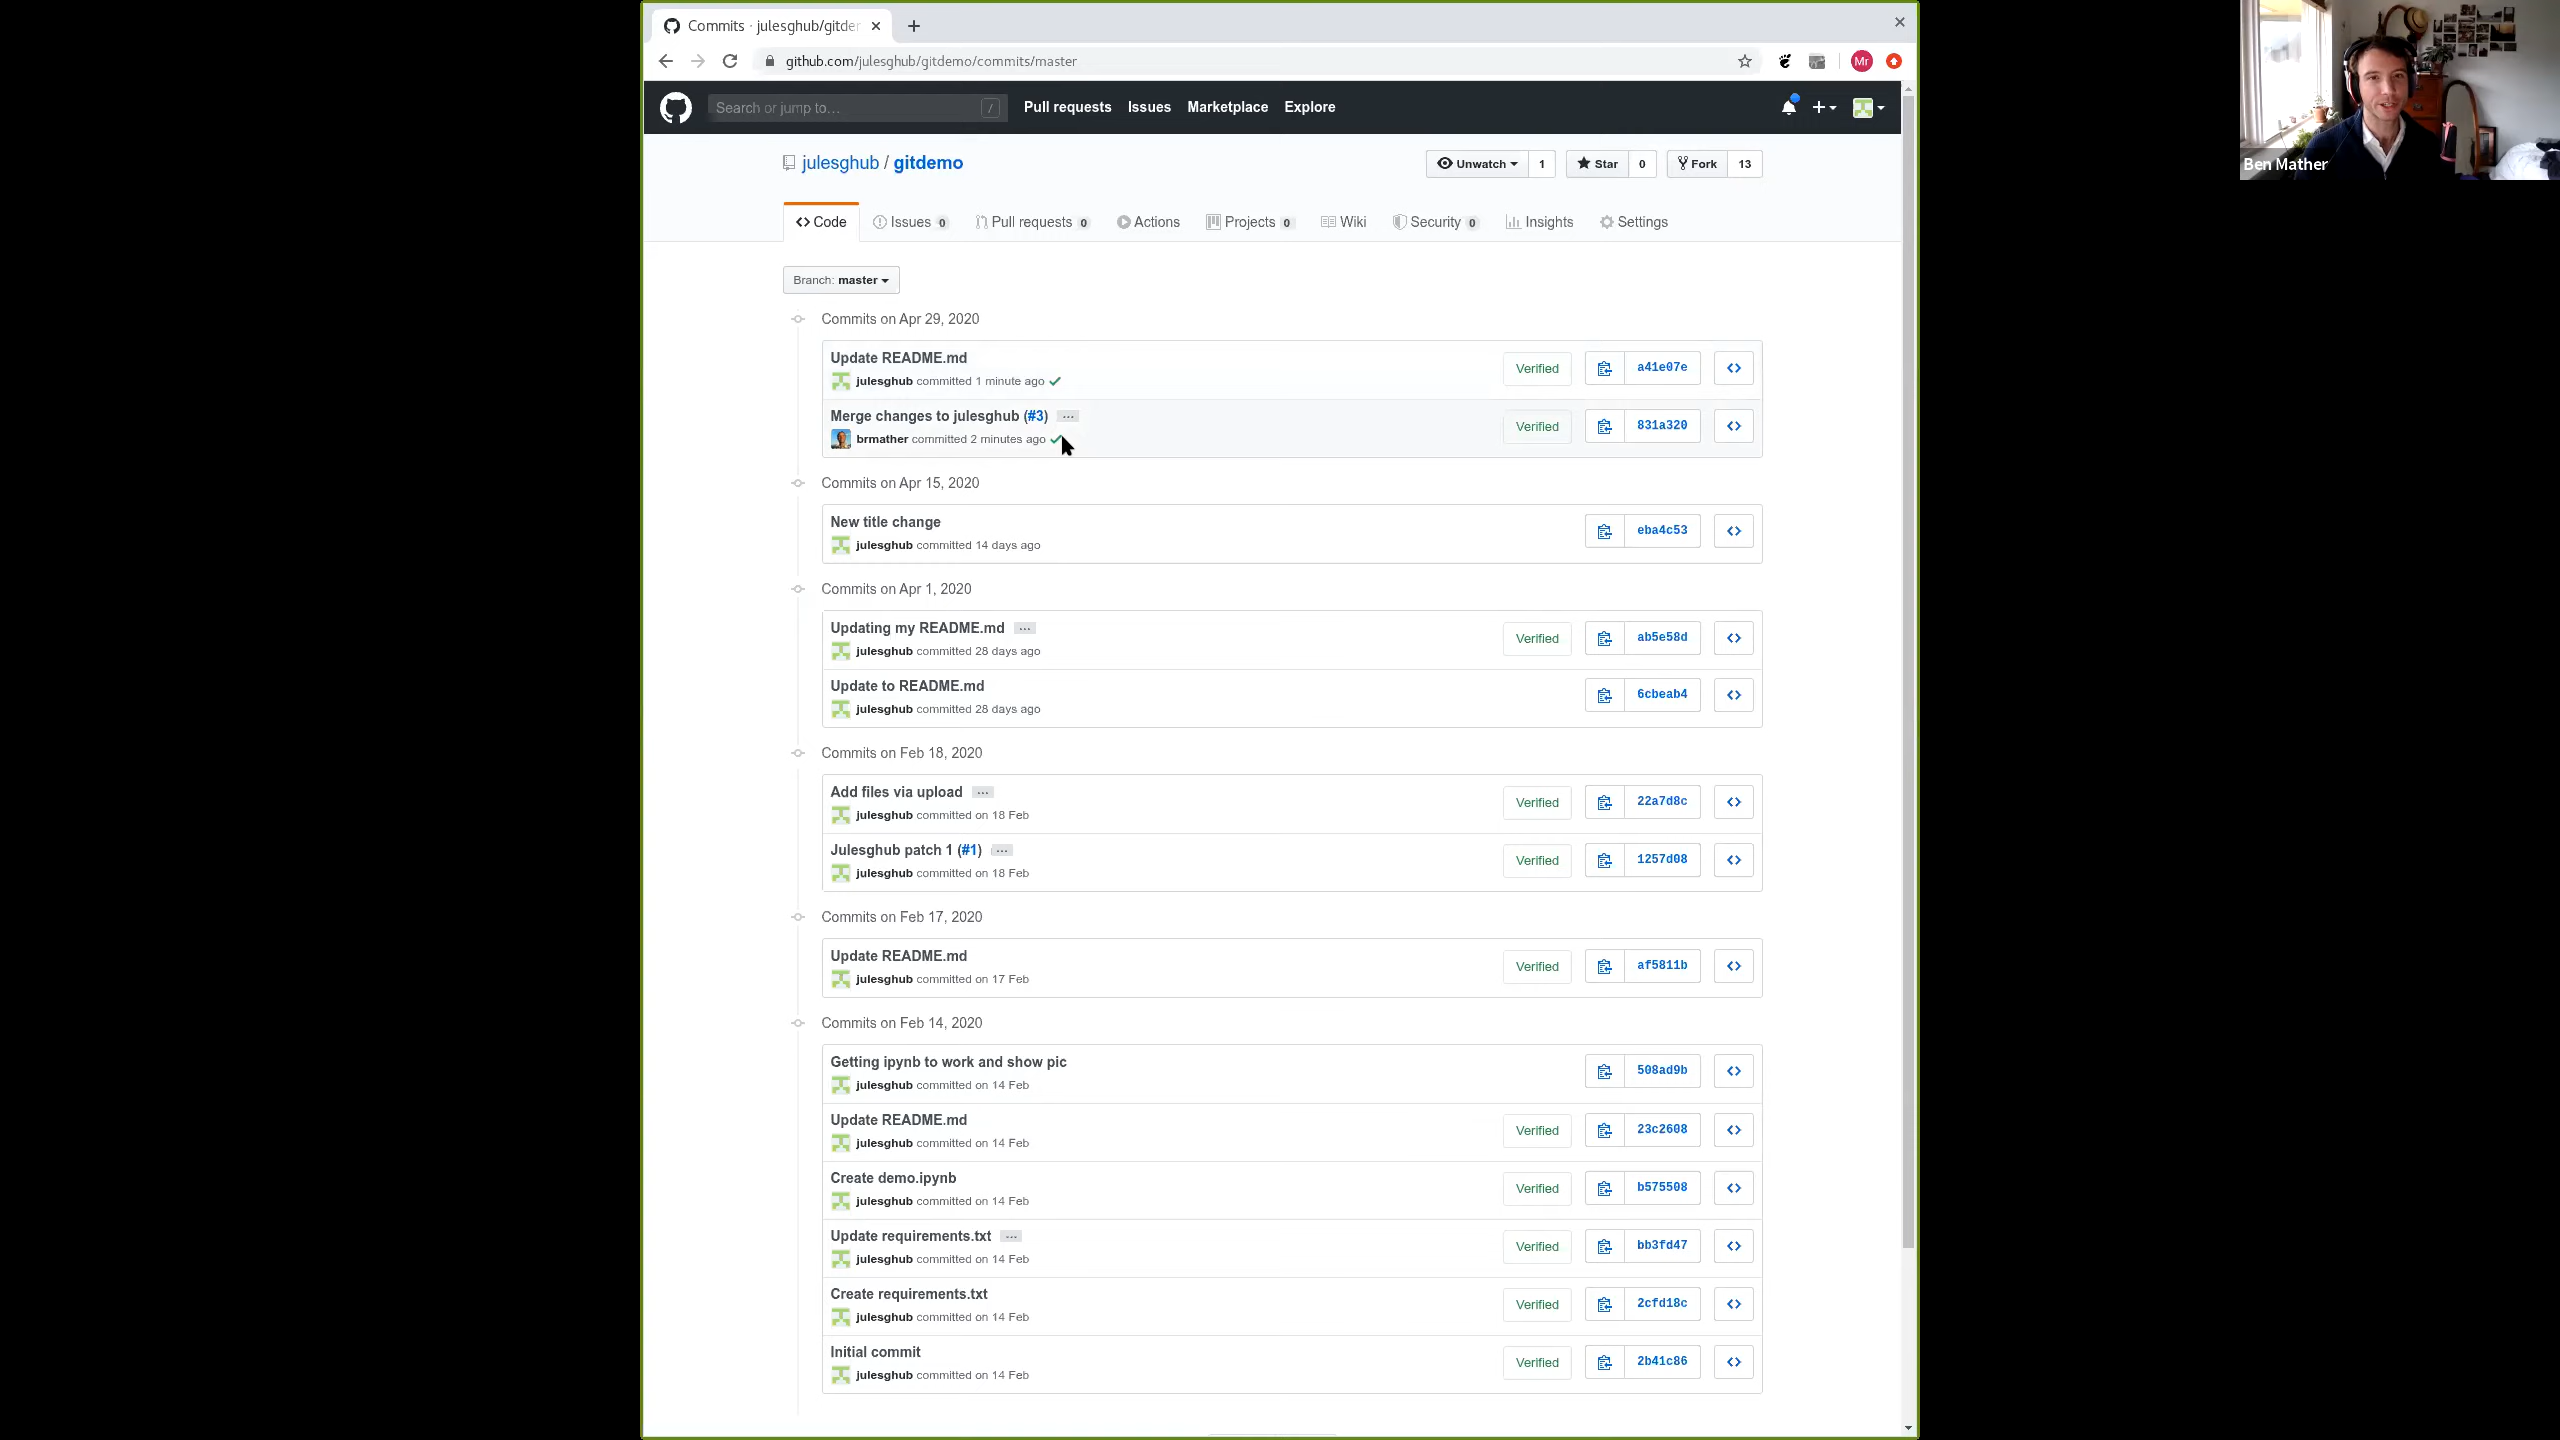 Commits · julesghub/gitder
github.com/julesghub/gitdemo/commits/master
Mr
Search or jump to… /
Pull requests Issues Marketplace Explore
julesghub / gitdemo
Unwatch 1 Star 0 Fork 13
Code Issues 0 Pull requests 0 Actions Projects 0 Wiki Security 0 Insights Settings
Branch: master
Commits on Apr 29, 2020
Update README.md
julesghub committed 1 minute ago
Verified a41e07e
Merge changes to julesghub (#3) …
brmather committed 2 minutes ago
Verified 831a320
Commits on Apr 15, 2020
New title change
julesghub committed 14 days ago
eba4c53
Commits on Apr 1, 2020
Updating my README.md …
julesghub committed 28 days ago
Verified ab5e58d
Update to README.md
julesghub committed 28 days ago
6cbeab4
Commits on Feb 18, 2020
Add files via upload …
julesghub committed on 18 Feb
Verified 22a7d8c
Julesghub patch 1 (#1) …
julesghub committed on 18 Feb
Verified 1257d08
Commits on Feb 17, 2020
Update README.md
julesghub committed on 17 Feb
Verified af5811b
Commits on Feb 14, 2020
Getting ipynb to work and show pic
julesghub committed on 14 Feb
508ad9b
Update README.md
julesghub committed on 14 Feb
Verified 23c2608
Create demo.ipynb
julesghub committed on 14 Feb
Verified b575508
Update requirements.txt …
julesghub committed on 14 Feb
Verified bb3fd47
Create requirements.txt
julesghub committed on 14 Feb
Verified 2cfd18c
Initial commit
julesghub committed on 14 Feb
Verified 2b41c86
Ben Mather